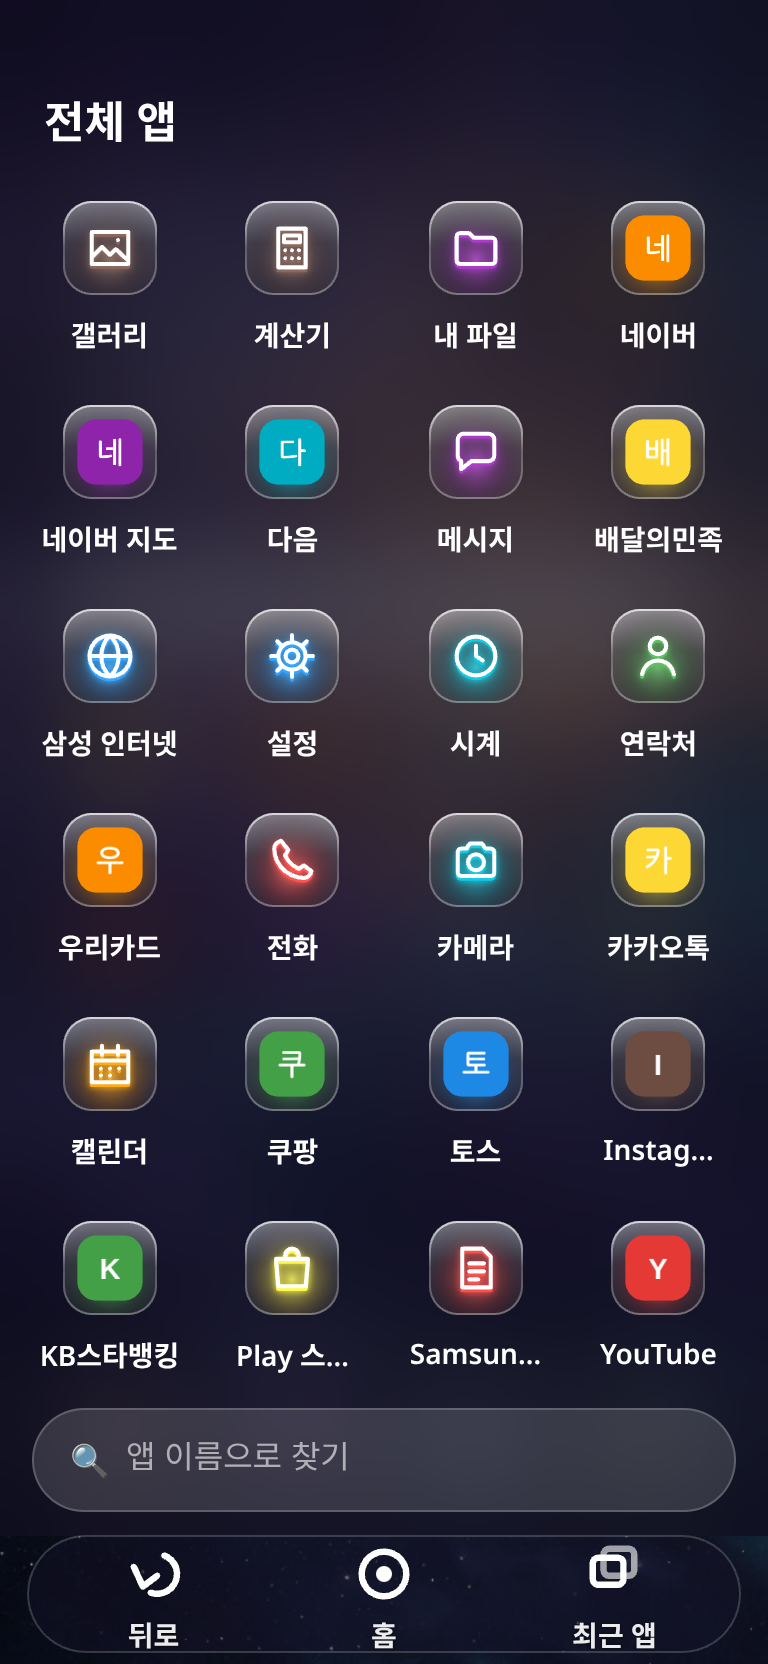 전체 앱
네
갤러리 계산기 내 파일 네이버
네 다 배
네이버 지도 다음 메시지 배달의민족
삼성 인터넷 설정 시계 연락처
우 카
우리카드 전화 카메라 카카오톡
쿠 토 I
캘린더 쿠팡 토스 Instag...
K Y
KB스타뱅킹 Play 스... Samsun... YouTube
앱 이름으로 찾기
뒤로 홈 최근 앱